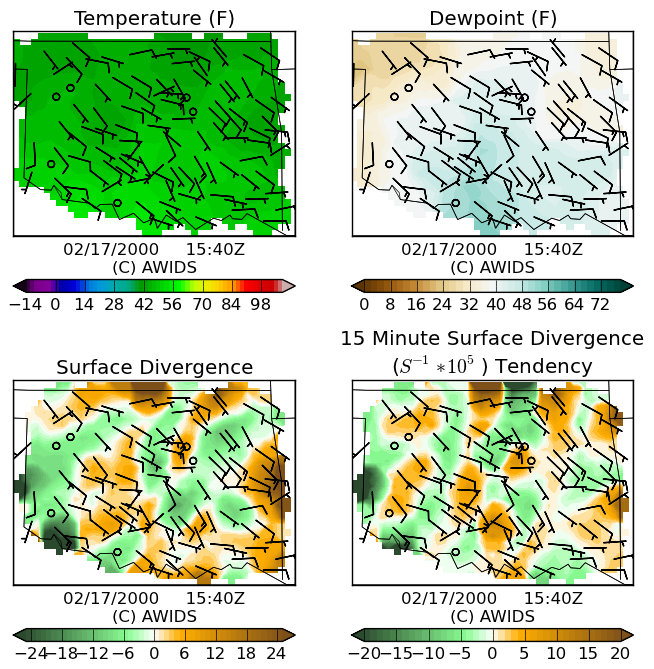 Temperature (F)
Dewpoint (F)
02/17/2000 15:40Z
(C) AWIDS
02/17/2000 15:40Z
(C) AWIDS
−14 0 14 28 42 56 70 84 98
0 8 16 24 32 40 48 56 64 72
Surface Divergence
15 Minute Surface Divergence
(S⁻¹ *10⁵ ) Tendency
02/17/2000 15:40Z
(C) AWIDS
02/17/2000 15:40Z
(C) AWIDS
−24 −18 −12 −6 0 6 12 18 24
−20 −15 −10 −5 0 5 10 15 20